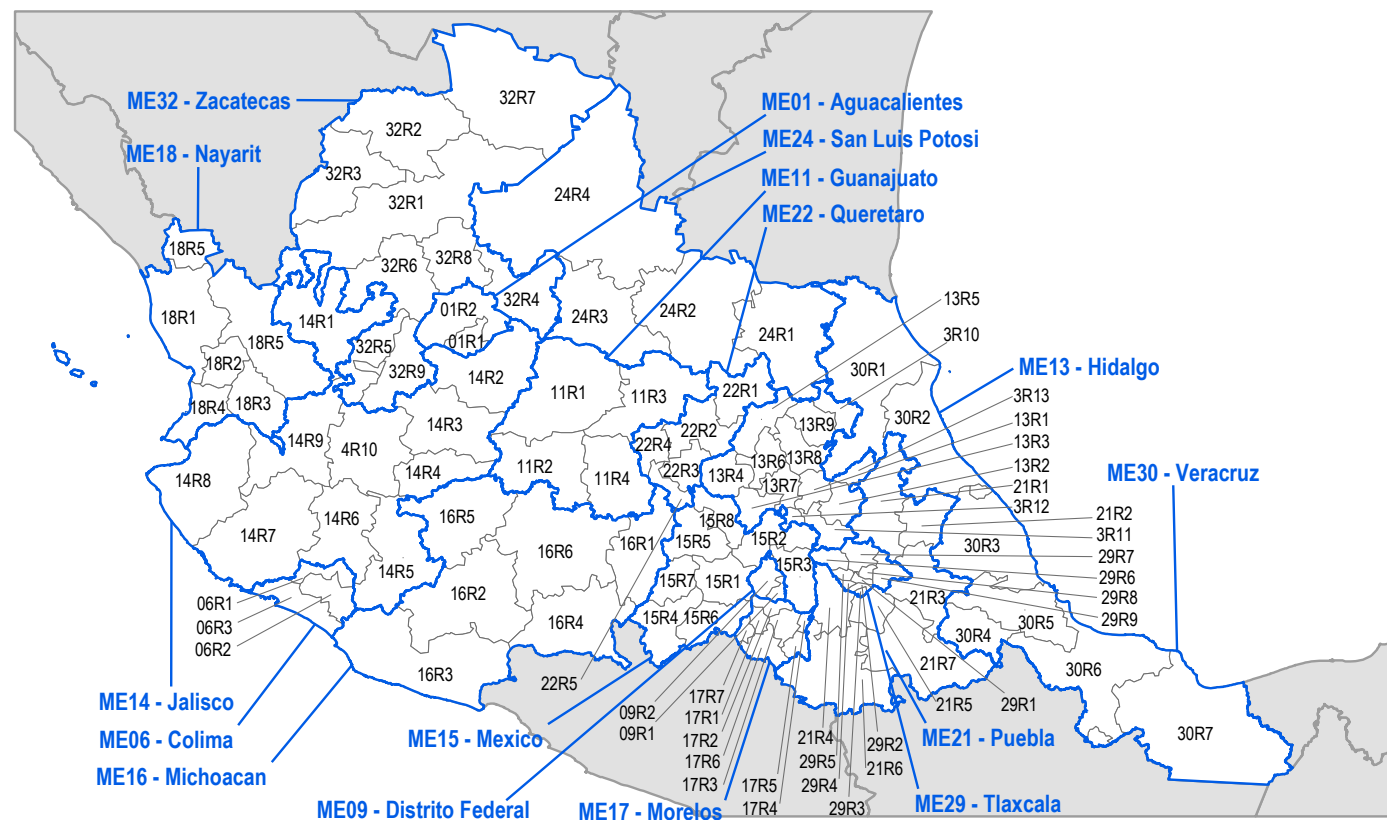 32R7
ME32 - Zacatecas
ME01 - Aguacalientes
32R2
ME24 - San Luis Potosi
ME18 - Nayarit
32R3
ME11 - Guanajuato
24R4
32R1
ME22 - Queretaro
18R5
32R8
32R6
32R4
13R5
01R2
24R2
18R1
14R1
24R3
24R1
3R10
01R1
18R5
32R5
18R2
32R9
30R1
ME13 - Hidalgo
14R2
11R1
22R1
3R13
11R3
18R4
18R3
30R2
13R1
14R3
13R9
22R2
14R9
13R3
22R4
4R10
13R6
13R8
11R2
22R3
13R2
14R4
11R4
13R4
ME30 - Veracruz
14R8
13R7
21R1
3R12
16R5
14R6
15R8
21R2
14R7
15R2
3R11
16R1
15R5
30R3
16R6
29R7
15R3
14R5
29R6
15R7
15R1
16R2
21R3
29R8
06R1
15R4
15R6
29R9
16R4
06R3
30R5
30R4
06R2
21R7
30R6
16R3
22R5
17R7
21R5
29R1
ME14 - Jalisco
09R2
17R1
09R1
30R7
ME06 - Colima
ME15 - Mexico
17R2
21R4
29R2
ME21 - Puebla
17R6
29R5
21R6
ME16 - Michoacan
17R3
17R5
29R4
ME29 - Tlaxcala
ME09 - Distrito Federal
ME17 - Morelos
17R4
29R3